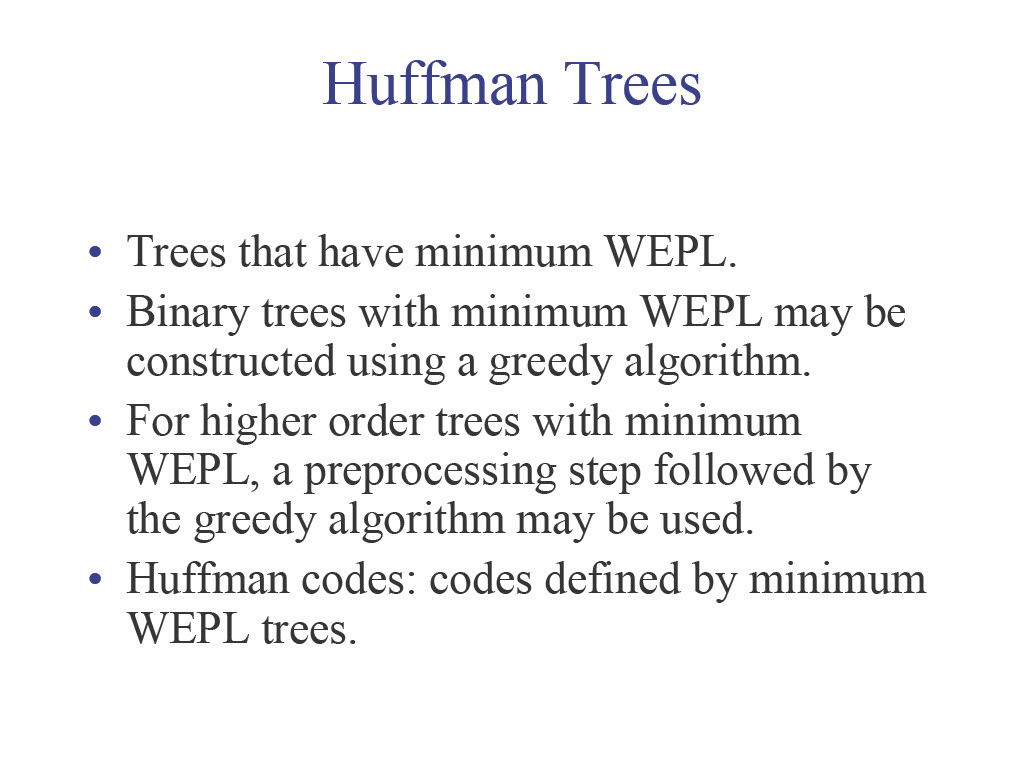 Huffman Trees
• Trees that have minimum WEPL.
• Binary trees with minimum WEPL may be
constructed using a greedy algorithm.
• For higher order trees with minimum
WEPL, a preprocessing step followed by
the greedy algorithm may be used.
• Huffman codes: codes defined by minimum
WEPL trees.